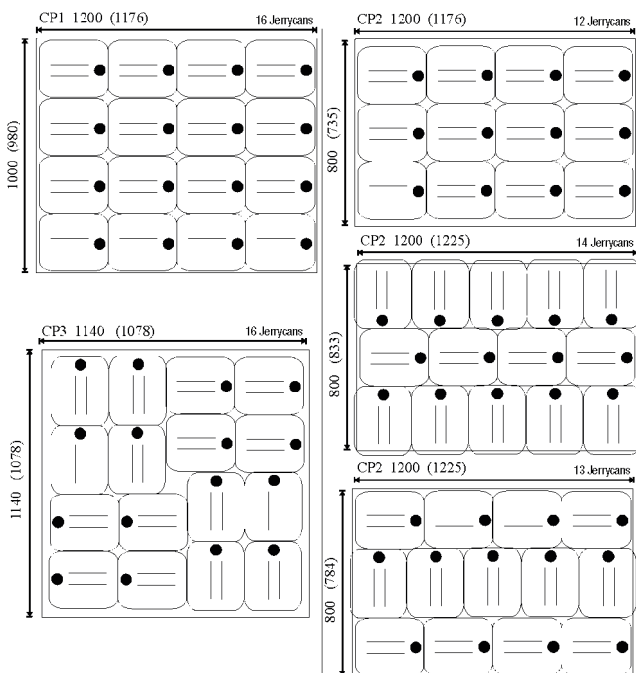 CP1 1200 (1176) 16 Jerrycans
1000 (980)
CP2 1200 (1176) 12 Jerrycans
800 (735)
CP2 1200 (1225) 14 Jerrycans
800 (833)
CP3 1140 (1078) 16 Jerrycans
1140 (1078)
CP2 1200 (1225) 13 Jerrycans
800 (784)